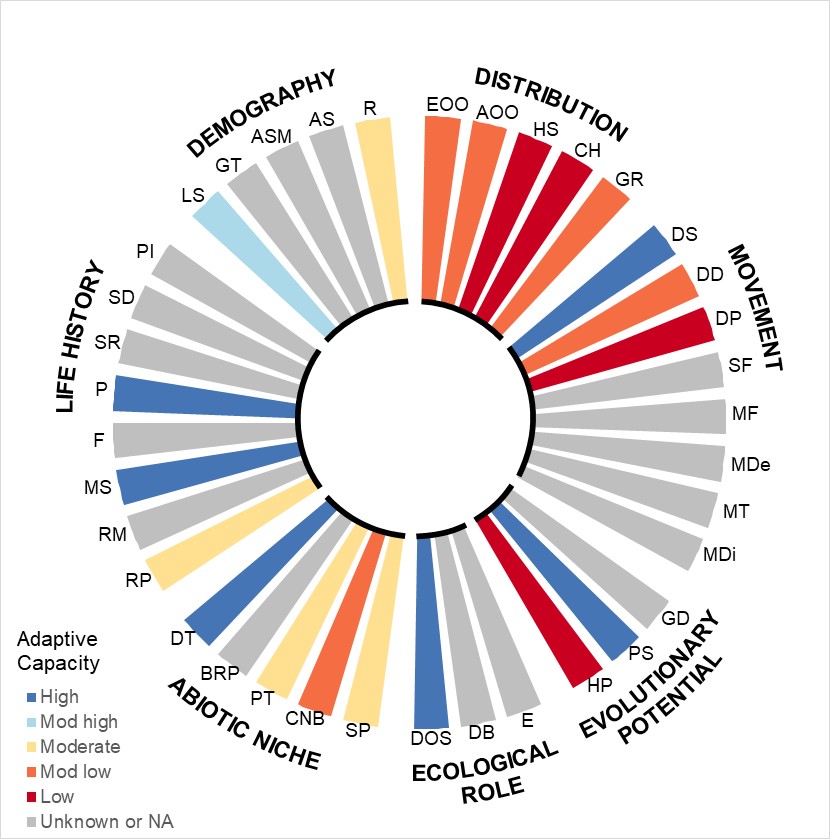 DISTRIBUTION
EOO
AOO
HS
CH
GR
MOVEMENT
DS
DD
DP
SF
MF
MDe
MT
MDi
EVOLUTIONARY
POTENTIAL
GD
PS
HP
ECOLOGICAL
ROLE
E
DB
DOS
ABIOTIC NICHE
SP
CNB
PT
BRP
DT
LIFE HISTORY
RP
RM
MS
F
P
SR
SD
PI
DEMOGRAPHY
LS
GT
ASM
AS
R
Adaptive
Capacity
High
Mod high
Moderate
Mod low
Low
Unknown or NA